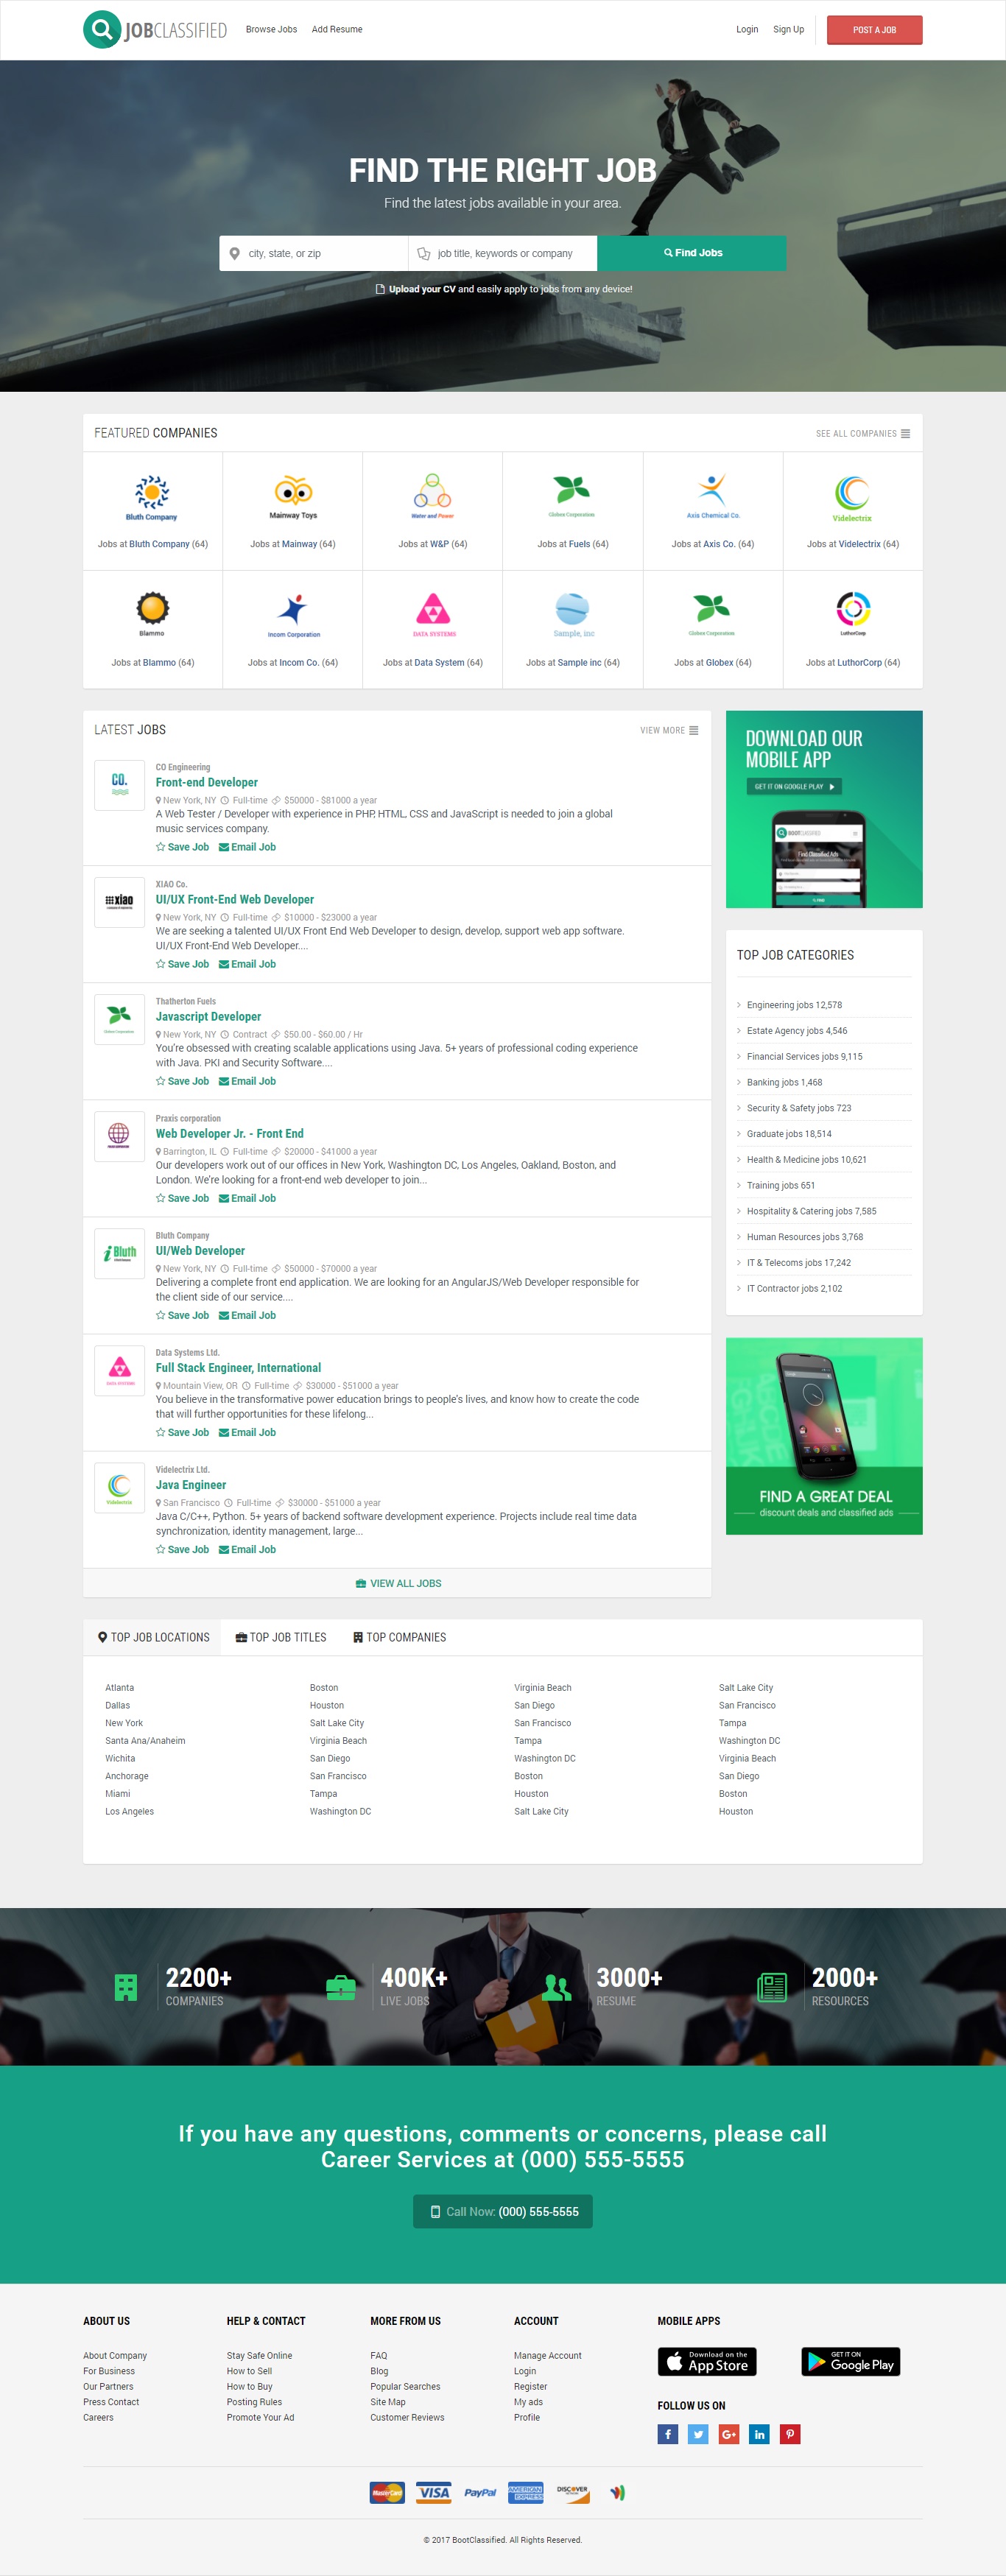 JOBCLASSIFIED
Browse Jobs
Add Resume
Login
Sign Up
POST A JOB
FIND THE RIGHT JOB
Find the latest jobs available in your area.
city, state, or zip
job title, keywords or company
Find Jobs
Upload your CV and easily apply to jobs from any device!
FEATURED COMPANIES
SEE ALL COMPANIES
Bluth Company
Mainway Toys
Water and Power
Globex Corporation
Axis Chemical Co.
Videlectrix
Jobs at Bluth Company (64)
Jobs at Mainway (64)
Jobs at W&P (64)
Jobs at Fuels (64)
Jobs at Axis Co. (64)
Jobs at Videlectrix (64)
Blammo
Incom Corporation
DATA SYSTEMS
Sample, inc
Globex Corporation
LuthorCorp
Jobs at Blammo (64)
Jobs at Incom Co. (64)
Jobs at Data System (64)
Jobs at Sample inc (64)
Jobs at Globex (64)
Jobs at LuthorCorp (64)
LATEST JOBS
VIEW MORE
CO.
CO Engineering
Front-end Developer
New York, NY Full-time $50000 - $81000 a year
A Web Tester / Developer with experience in PHP, HTML, CSS and JavaScript is needed to join a global
music services company.
Save Job Email Job
xiao
XIAO Co.
UI/UX Front-End Web Developer
New York, NY Full-time $10000 - $23000 a year
We are seeking a talented UI/UX Front End Web Developer to design, develop, support web app software.
UI/UX Front-End Web Developer....
Save Job Email Job
Thatherton Fuels
Javascript Developer
New York, NY Contract $50.00 - $60.00 / Hr
You're obsessed with creating scalable applications using Java. 5+ years of professional coding experience
with Java. PKI and Security Software....
Save Job Email Job
Praxis corporation
Web Developer Jr. - Front End
Barrington, IL Full-time $20000 - $41000 a year
Our developers work out of our offices in New York, Washington DC, Los Angeles, Oakland, Boston, and
London. We're looking for a front-end web developer to join...
Save Job Email Job
Bluth
Bluth Company
UI/Web Developer
New York, NY Full-time $50000 - $70000 a year
Delivering a complete front end application. We are looking for an AngularJS/Web Developer responsible for
the client side of our service....
Save Job Email Job
DATA SYSTEMS
Data Systems Ltd.
Full Stack Engineer, International
Mountain View, OR Full-time $30000 - $51000 a year
You believe in the transformative power education brings to people's lives, and know how to create the code
that will further opportunities for these lifelong...
Save Job Email Job
Videlectrix
Videlectrix Ltd.
Java Engineer
San Francisco Full-time $30000 - $51000 a year
Java C/C++, Python. 5+ years of backend software development experience. Projects include real time data
synchronization, identity management, large...
Save Job Email Job
VIEW ALL JOBS
DOWNLOAD OUR
MOBILE APP
GET IT ON GOOGLE PLAY
BOOTCLASSIFIED
Find Classified Ads
TOP JOB CATEGORIES
Engineering jobs 12,578
Estate Agency jobs 4,546
Financial Services jobs 9,115
Banking jobs 1,468
Security & Safety jobs 723
Graduate jobs 18,514
Health & Medicine jobs 10,621
Training jobs 651
Hospitality & Catering jobs 7,585
Human Resources jobs 3,768
IT & Telecoms jobs 17,242
IT Contractor jobs 2,102
FIND A GREAT DEAL
discount deals and classified ads
TOP JOB LOCATIONS
TOP JOB TITLES
TOP COMPANIES
Atlanta
Dallas
New York
Santa Ana/Anaheim
Wichita
Anchorage
Miami
Los Angeles
Boston
Houston
Salt Lake City
Virginia Beach
San Diego
San Francisco
Tampa
Washington DC
Virginia Beach
San Diego
San Francisco
Tampa
Washington DC
Boston
Houston
Salt Lake City
Salt Lake City
San Francisco
Tampa
Washington DC
Virginia Beach
San Diego
Boston
Houston
2200+
COMPANIES
400K+
LIVE JOBS
3000+
RESUME
2000+
RESOURCES
If you have any questions, comments or concerns, please call
Career Services at (000) 555-5555
Call Now: (000) 555-5555
ABOUT US
About Company
For Business
Our Partners
Press Contact
Careers
HELP & CONTACT
Stay Safe Online
How to Sell
How to Buy
Posting Rules
Promote Your Ad
MORE FROM US
FAQ
Blog
Popular Searches
Site Map
Customer Reviews
ACCOUNT
Manage Account
Login
Register
My ads
Profile
MOBILE APPS
Download on the
App Store
GET IT ON
Google Play
FOLLOW US ON
f
G+
in
MasterCard
VISA
PayPal
AMERICAN
EXPRESS
DISCOVER
© 2017 BootClassified. All Rights Reserved.